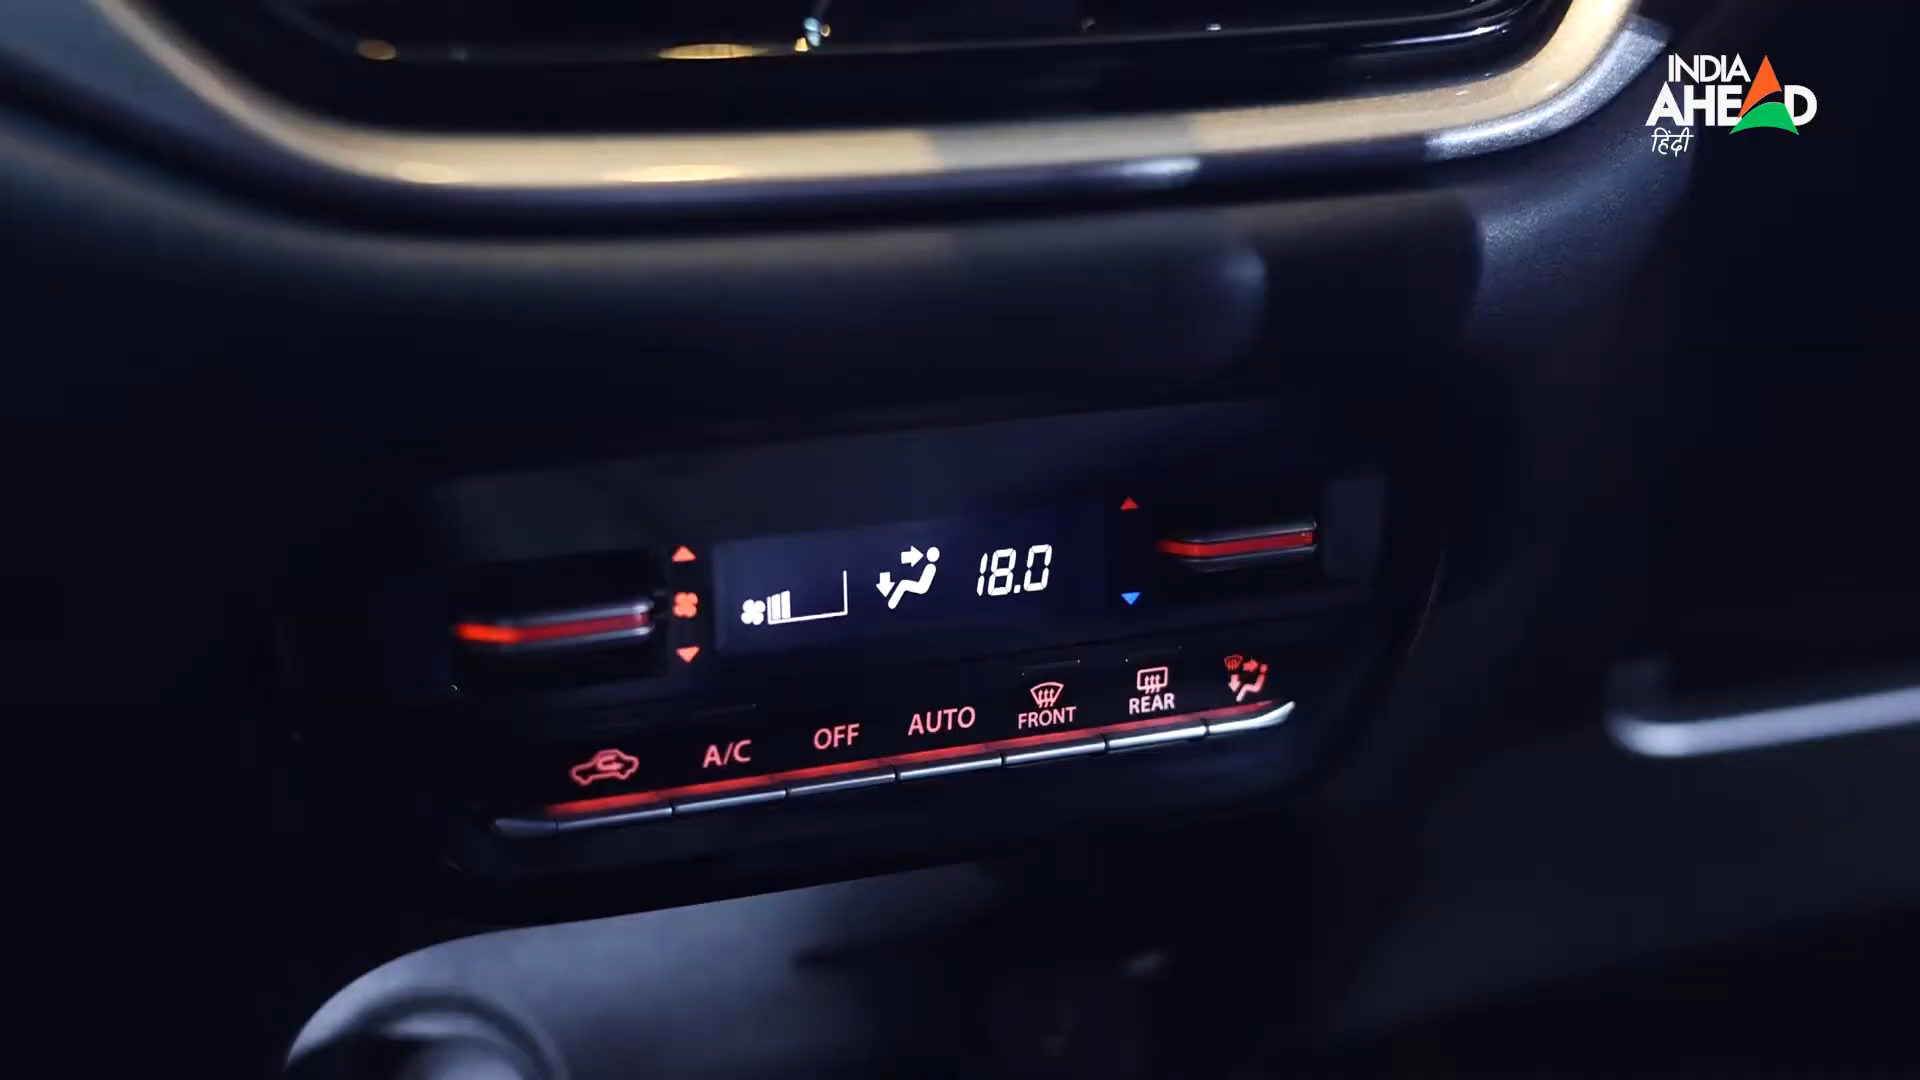 INDIA
AHEAD
हिंदी
18.0
A/C
OFF
AUTO
FRONT
REAR